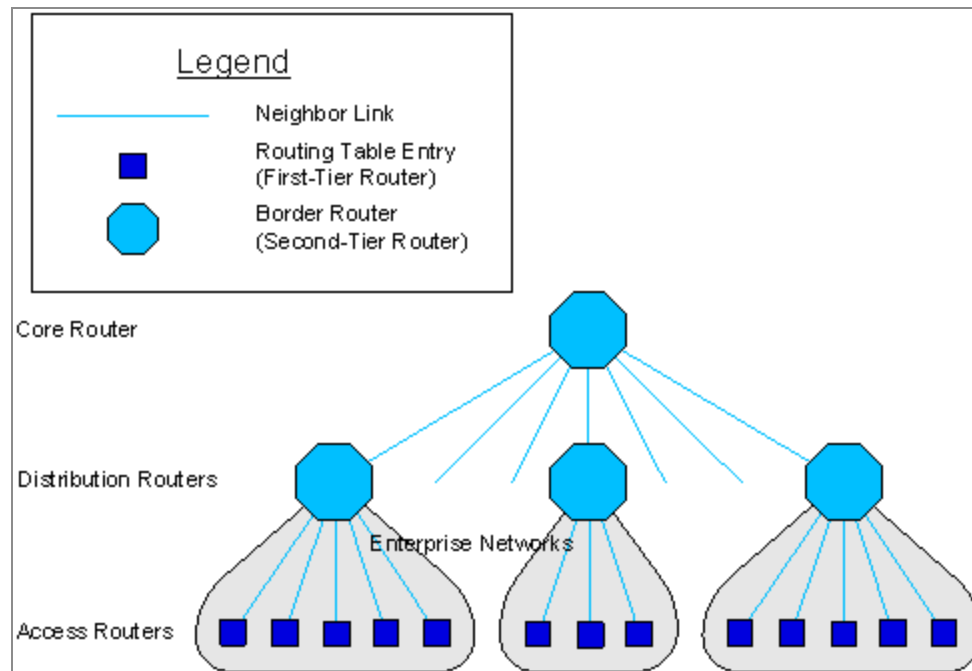 Legend
Neighbor Link
Routing Table Entry
(First-Tier Router)
Border Router
(Second-Tier Router)
Core Router
Distribution Routers
Enterprise Networks
Access Routers